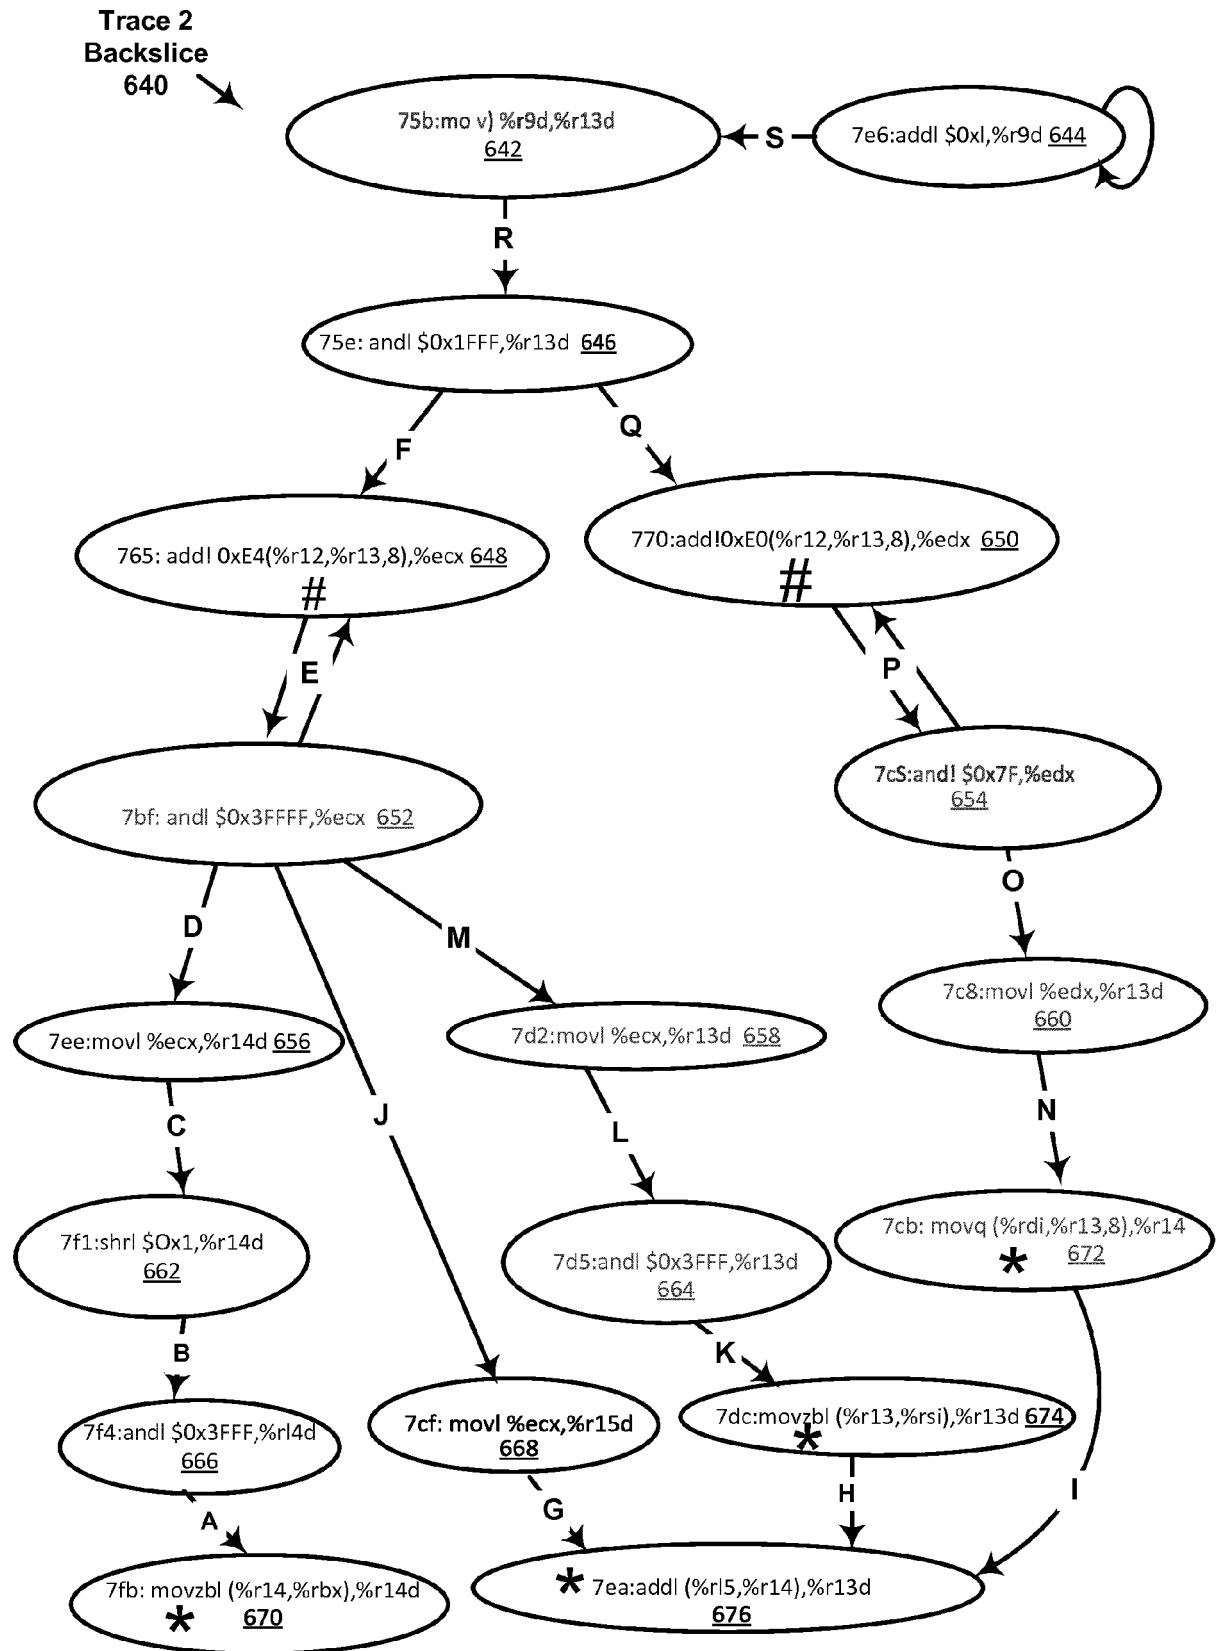 Trace 2
Backslice
640
75b:mo v) %r9d,%r13d
642
S
7e6:addl $0xl,%r9d 644
R
75e: andl $0x1FFF,%r13d 646
F
Q
765: add! 0xE4(%r12,%r13,8),%ecx 648
#
770:add!0xE0(%r12,%r13,8),%edx 650
#
E
P
7bf: andl $0x3FFFF,%ecx 652
7cS:and! $0x7F,%edx
654
D
M
O
7ee:movl %ecx,%r14d 656
7d2:movl %ecx,%r13d 658
7c8:movl %edx,%r13d
660
C
J
L
N
7f1:shrl $Ox1,%r14d
662
7d5:andl $0x3FFF,%r13d
664
7cb: movq (%rdi,%r13,8),%r14
* 672
B
K
7f4:andl $0x3FFF,%rl4d
666
7cf: movl %ecx,%r15d
668
7dc:movzbl (%r13,%rsi),%r13d 674
*
A
G
H
I
7fb: movzbl (%r14,%rbx),%r14d
* 670
* 7ea:addl (%rl5,%r14),%r13d
676